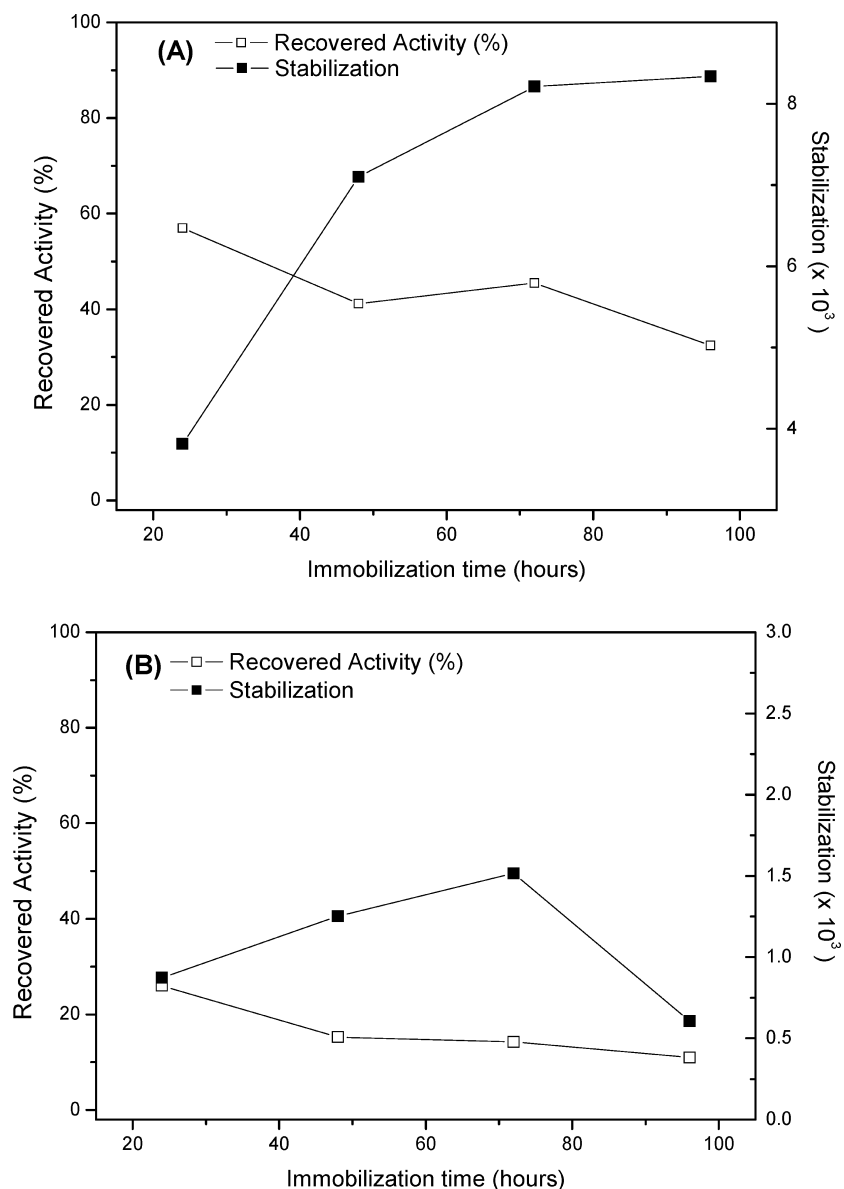 (A)
Recovered Activity (%)
Stabilization
100
80
60
40
20
0
Recovered Activity (%)
8
6
4
Stabilization (x 10³)
20 40 60 80 100
Immobilization time (hours)
(B)
Recovered Activity (%)
Stabilization
100
80
60
40
20
0
Recovered Activity (%)
3.0
2.5
2.0
1.5
1.0
0.5
0.0
Stabilization (x 10³)
20 40 60 80 100
Immobilization time (hours)